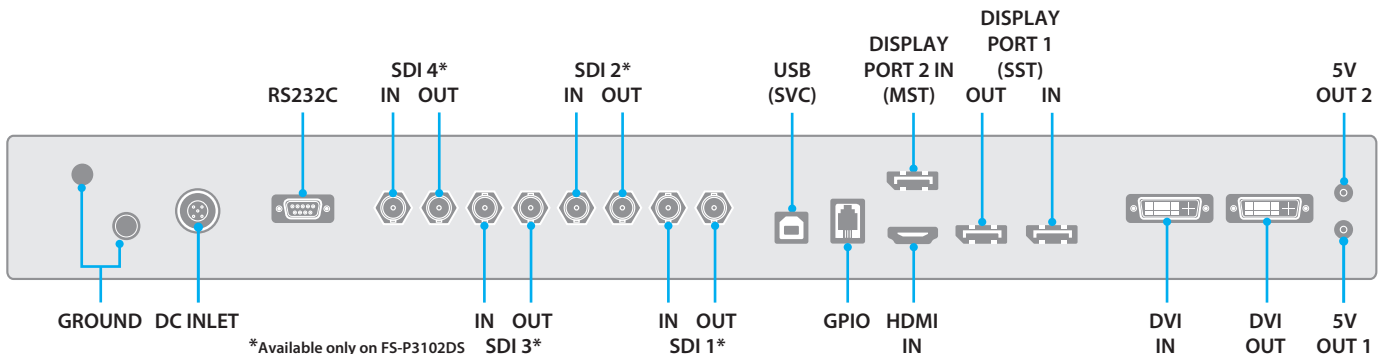 DISPLAY
PORT 1
(SST)
OUT IN
DISPLAY
PORT 2 IN
(MST)
SDI 4*
IN OUT
SDI 2*
IN OUT
USB
(SVC)
5V
OUT 2
RS232C
GROUND
DC INLET
IN OUT
SDI 3*
IN OUT
SDI 1*
GPIO
HDMI
IN
DVI
IN
DVI
OUT
5V
OUT 1
*Available only on FS-P3102DS